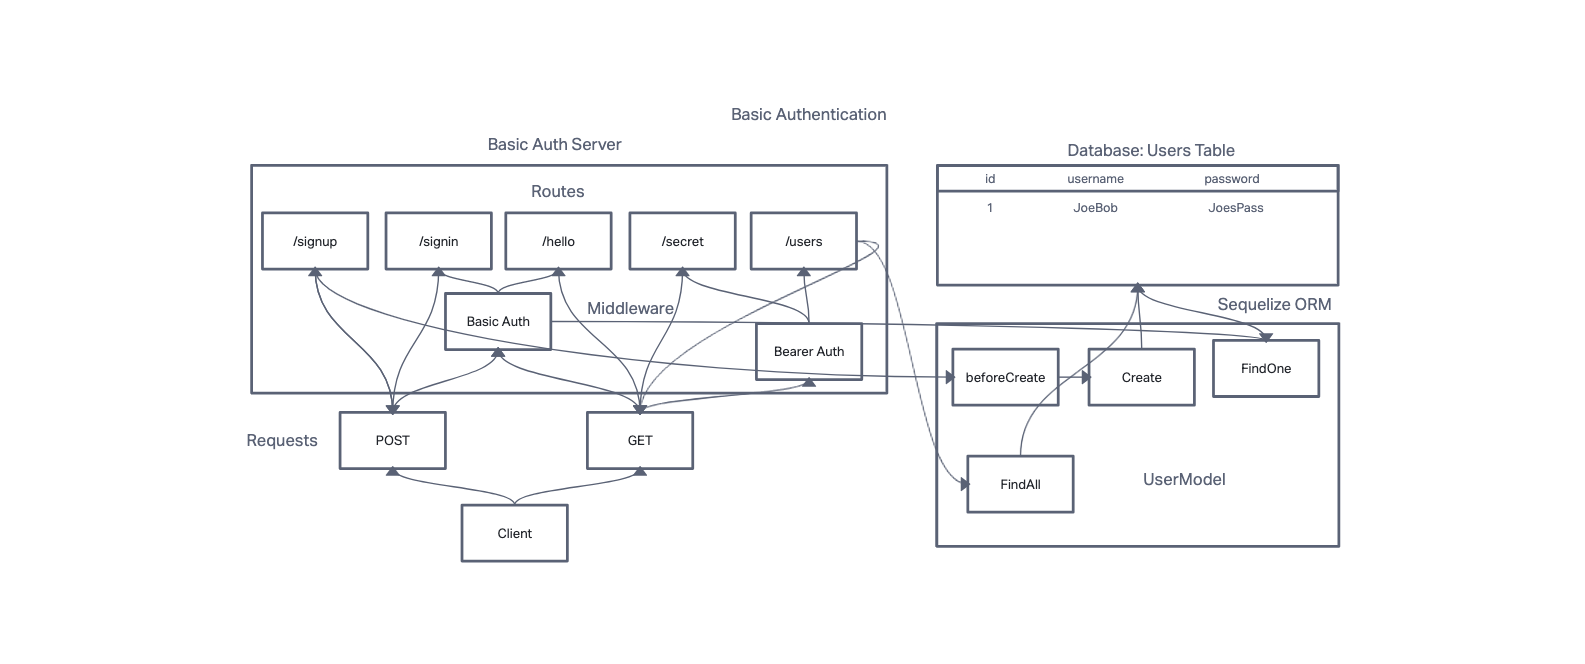 Basic Authentication
Basic Auth Server
Database: Users Table
Routes
id username password
1 JoeBob JoesPass
/signup /signin /hello /secret /users
Middleware
Sequelize ORM
Basic Auth
Bearer Auth
beforeCreate Create FindOne
Requests
POST GET
FindAll
UserModel
Client